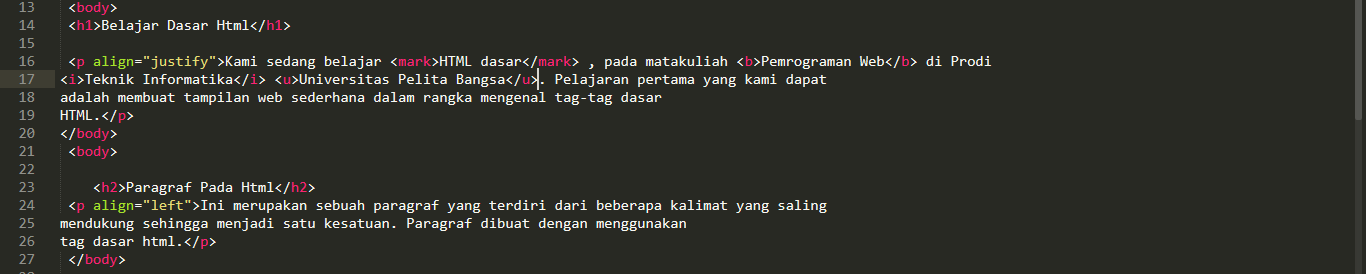 13 <body>
14 <h1>Belajar Dasar Html</h1>
15
16 <p align="justify">Kami sedang belajar <mark>HTML dasar</mark> , pada matakuliah <b>Pemrograman Web</b> di Prodi
17 <i>Teknik Informatika</i> <u>Universitas Pelita Bangsa</u>. Pelajaran pertama yang kami dapat
18 adalah membuat tampilan web sederhana dalam rangka mengenal tag-tag dasar
19 HTML.</p>
20 </body>
21 <body>
22
23 <h2>Paragraf Pada Html</h2>
24 <p align="left">Ini merupakan sebuah paragraf yang terdiri dari beberapa kalimat yang saling
25 mendukung sehingga menjadi satu kesatuan. Paragraf dibuat dengan menggunakan
26 tag dasar html.</p>
27 </body>